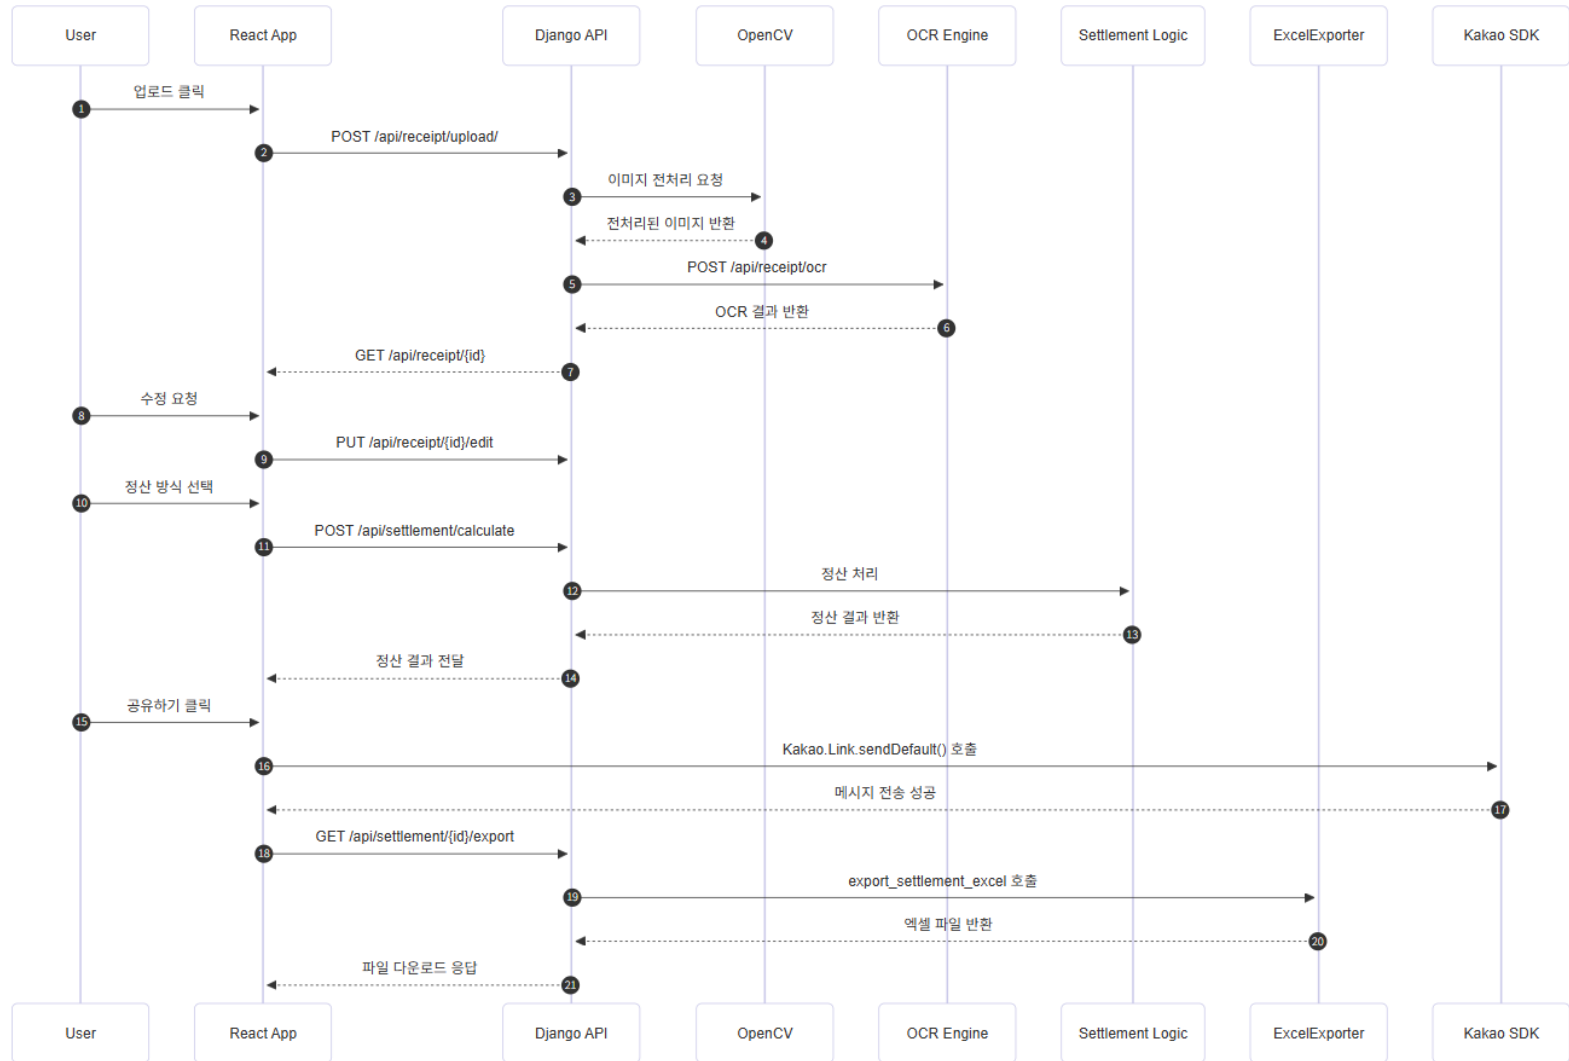 User
React App
Django API
OpenCV
OCR Engine
Settlement Logic
ExcelExporter
Kakao SDK
업로드 클릭
1
POST /api/receipt/upload/
2
이미지 전처리 요청
3
전처리된 이미지 반환
4
POST /api/receipt/ocr
5
OCR 결과 반환
6
GET /api/receipt/{id}
7
수정 요청
8
PUT /api/receipt/{id}/edit
9
정산 방식 선택
10
POST /api/settlement/calculate
11
정산 처리
12
정산 결과 반환
13
정산 결과 전달
14
공유하기 클릭
15
Kakao.Link.sendDefault() 호출
16
메시지 전송 성공
17
GET /api/settlement/{id}/export
18
export_settlement_excel 호출
19
엑셀 파일 반환
20
파일 다운로드 응답
21
User
React App
Django API
OpenCV
OCR Engine
Settlement Logic
ExcelExporter
Kakao SDK